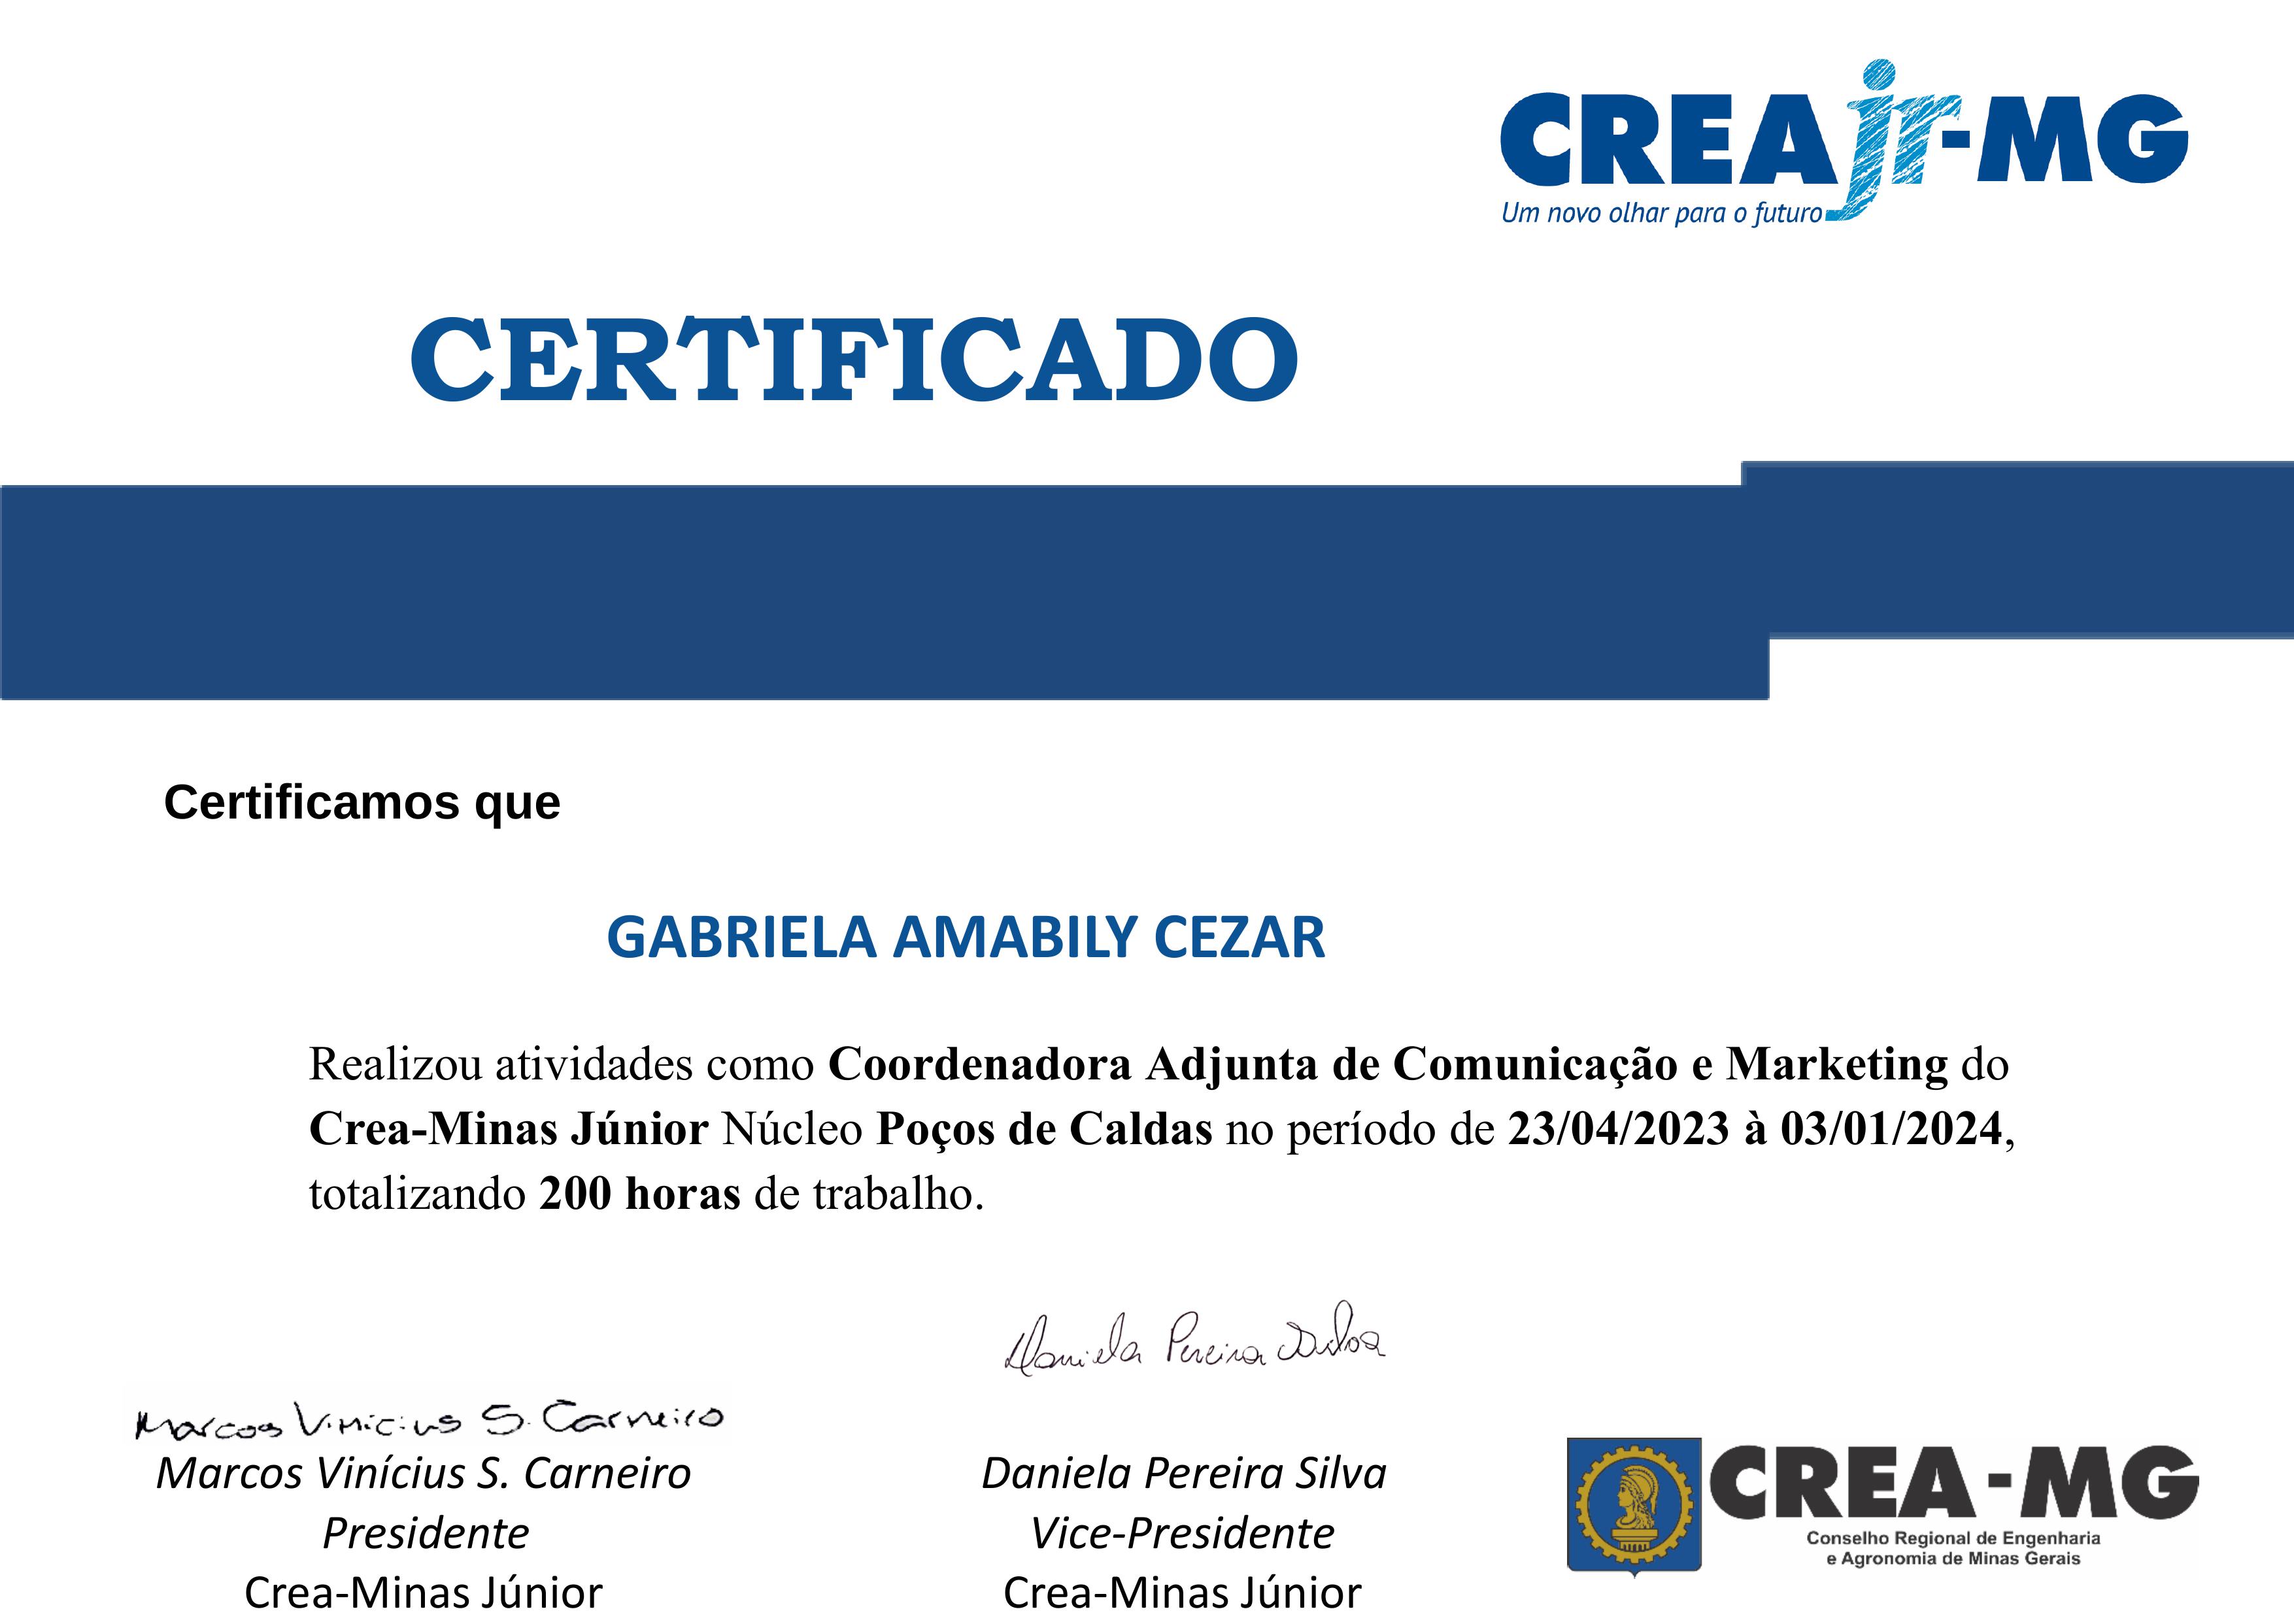 CREAjr-MG
Um novo olhar para o futuro
CERTIFICADO
Certificamos que
GABRIELA AMABILY CEZAR
Realizou atividades como Coordenadora Adjunta de Comunicação e Marketing do
Crea-Minas Júnior Núcleo Poços de Caldas no período de 23/04/2023 à 03/01/2024,
totalizando 200 horas de trabalho.
Daniela Pereira Silva
Marcos Vinicius S. Carneiro
Marcos Vinícius S. Carneiro
Presidente
Crea-Minas Júnior
Daniela Pereira Silva
Vice-Presidente
Crea-Minas Júnior
CREA-MG
Conselho Regional de Engenharia
e Agronomia de Minas Gerais